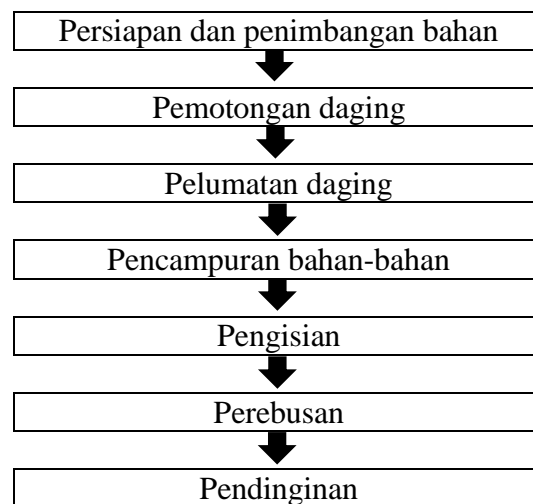 Persiapan dan penimbangan bahan
Pemotongan daging
Pelumatan daging
Pencampuran bahan-bahan
Pengisian
Perebusan
Pendinginan